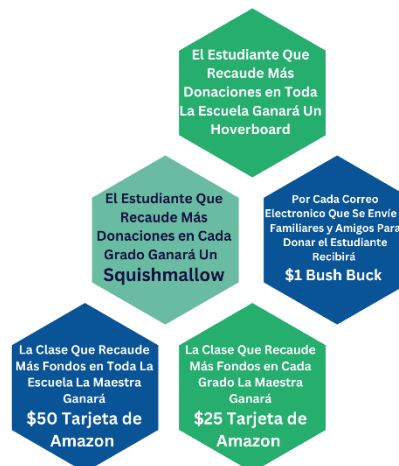 El Estudiante Que
Recaude Más
Donaciones en Toda
La Escuela Ganará Un
Hoverboard
El Estudiante Que
Recaude Más
Donaciones en Cada
Grado Ganará Un
Squishmallow
Por Cada Correo
Electronico Que Se Envíe
Familiares y Amigos Para
Donar el Estudiante
Recibirá
$1 Bush Buck
La Clase Que Recaude
Más Fondos en Toda La
Escuela La Maestra
Ganará
$50 Tarjeta de
Amazon
La Clase Que Recaude
Más Fondos en Cada
Grado La Maestra
Ganará
$25 Tarjeta de
Amazon